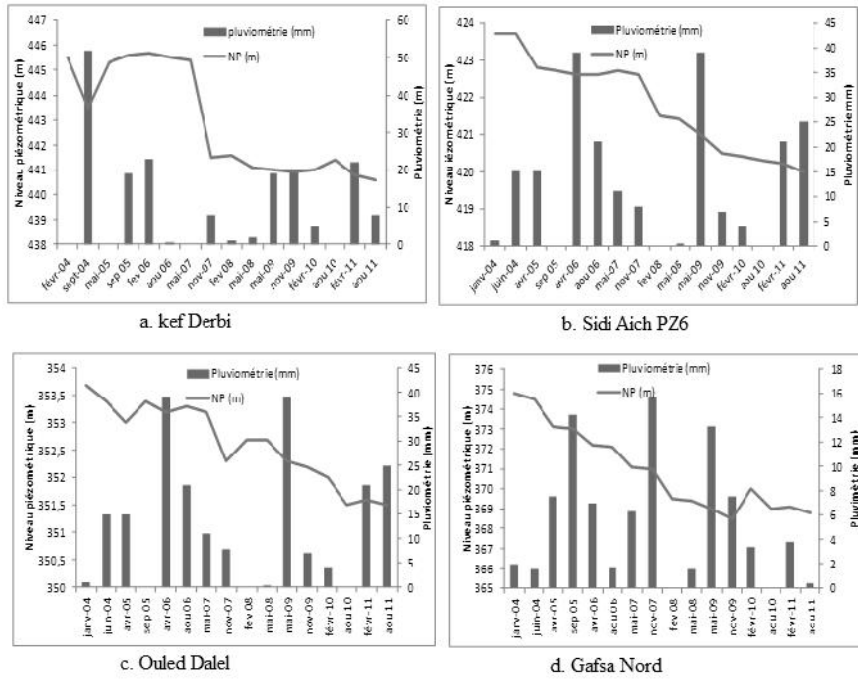 447
446
445
444
443
442
441
440
439
438
Niveau piézométrique (m)
pluviométrie (mm)
NP (m)
60
50
40
30
20
10
0
Pluviométrie (mm)
févr-04
sept-04
mai-05
sep 05
fev 06
aou 06
mai-07
nov-07
fev 08
mai-08
mai-09
nov-09
févr-10
aou 10
févr-11
aou 11
a. kef Derbi
424
423
422
422
421
420
419
418
Niveau piézométrique (m)
Pluviométrie (mm)
NP (m)
45
40
35
30
25
20
15
10
5
0
Pluviométriemm)
janv-04
juin-04
avr-05
sep 05
avr-06
aou 06
mai-07
nov-07
fev 08
mai-08
mai-09
nov-09
févr-10
aou 10
févr-11
aou 11
b. Sidi Aich PZ6
354
353,5
353
352,5
352
351,5
351
350,5
350
Niveau piézométrique (m)
Pluviométrie(mm)
NP (m)
45
40
35
30
25
20
15
10
5
0
Pluviométrie (mm)
janv-04
juin-04
avr-05
sep 05
avr-06
aou 06
mai-07
nov-07
fev 08
mai-08
mai-09
nov-09
févr-10
aou 10
févr-11
aou 11
c. Ouled Dalel
376
375
374
373
372
371
370
369
368
367
366
365
Niveau piézométrique (m)
Pluviométrie(mm)
NP (m)
18
16
14
12
10
8
6
4
2
0
janv-04
juin-04
avr-05
sep 05
avr-06
aou 06
mai-07
nov-07
fev 08
mai-08
mai-09
nov-09
févr-10
aou 10
févr-11
aou 11
d. Gafsa Nord